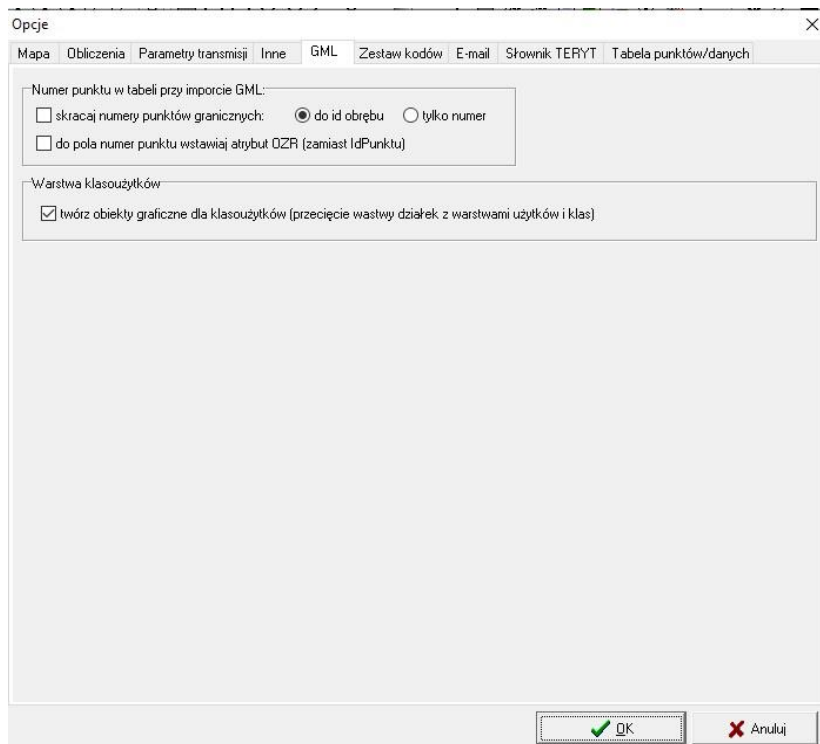 Opcje
Mapa Obliczenia Parametry transmisji Inne GML Zestaw kodów E-mail Słownik TERYT Tabela punktów/danych
Numer punktu w tabeli przy imporcie GML:
skracaj numery punktów granicznych: do id obrębu tylko numer
do pola numer punktu wstawiaj atrybut OZR (zamiast IdPunktu)
Warstwa klasoużytków
twórz obiekty graficzne dla klasoużytków (przecięcie wastwy działek z warstwami użytków i klas)
OK Anuluj